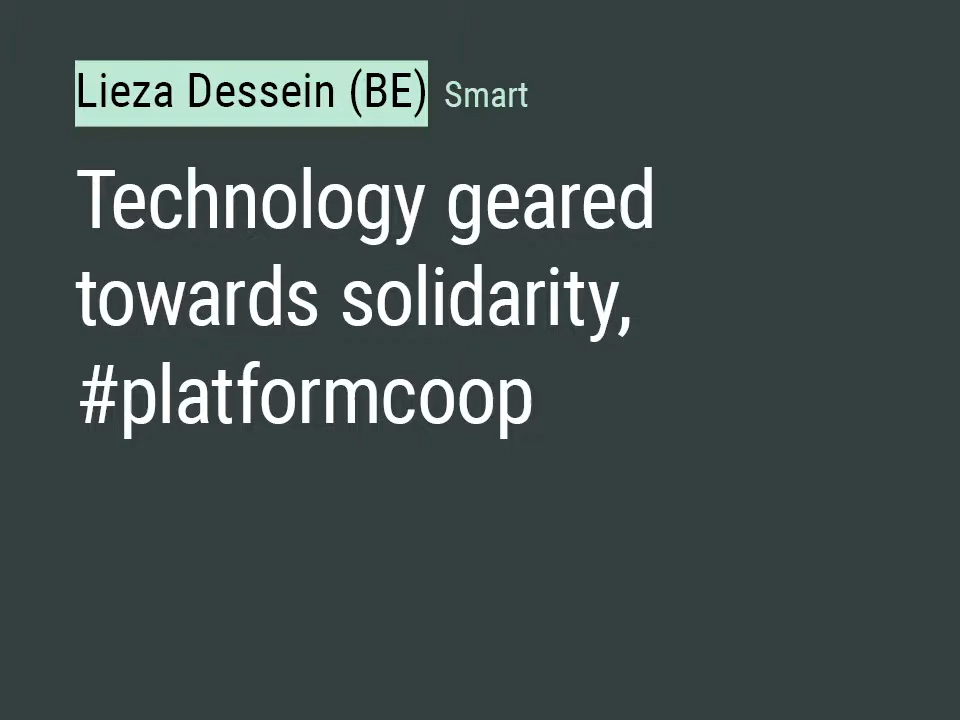 Lieza Dessein (BE) Smart
Technology geared
towards solidarity,
#platformcoop